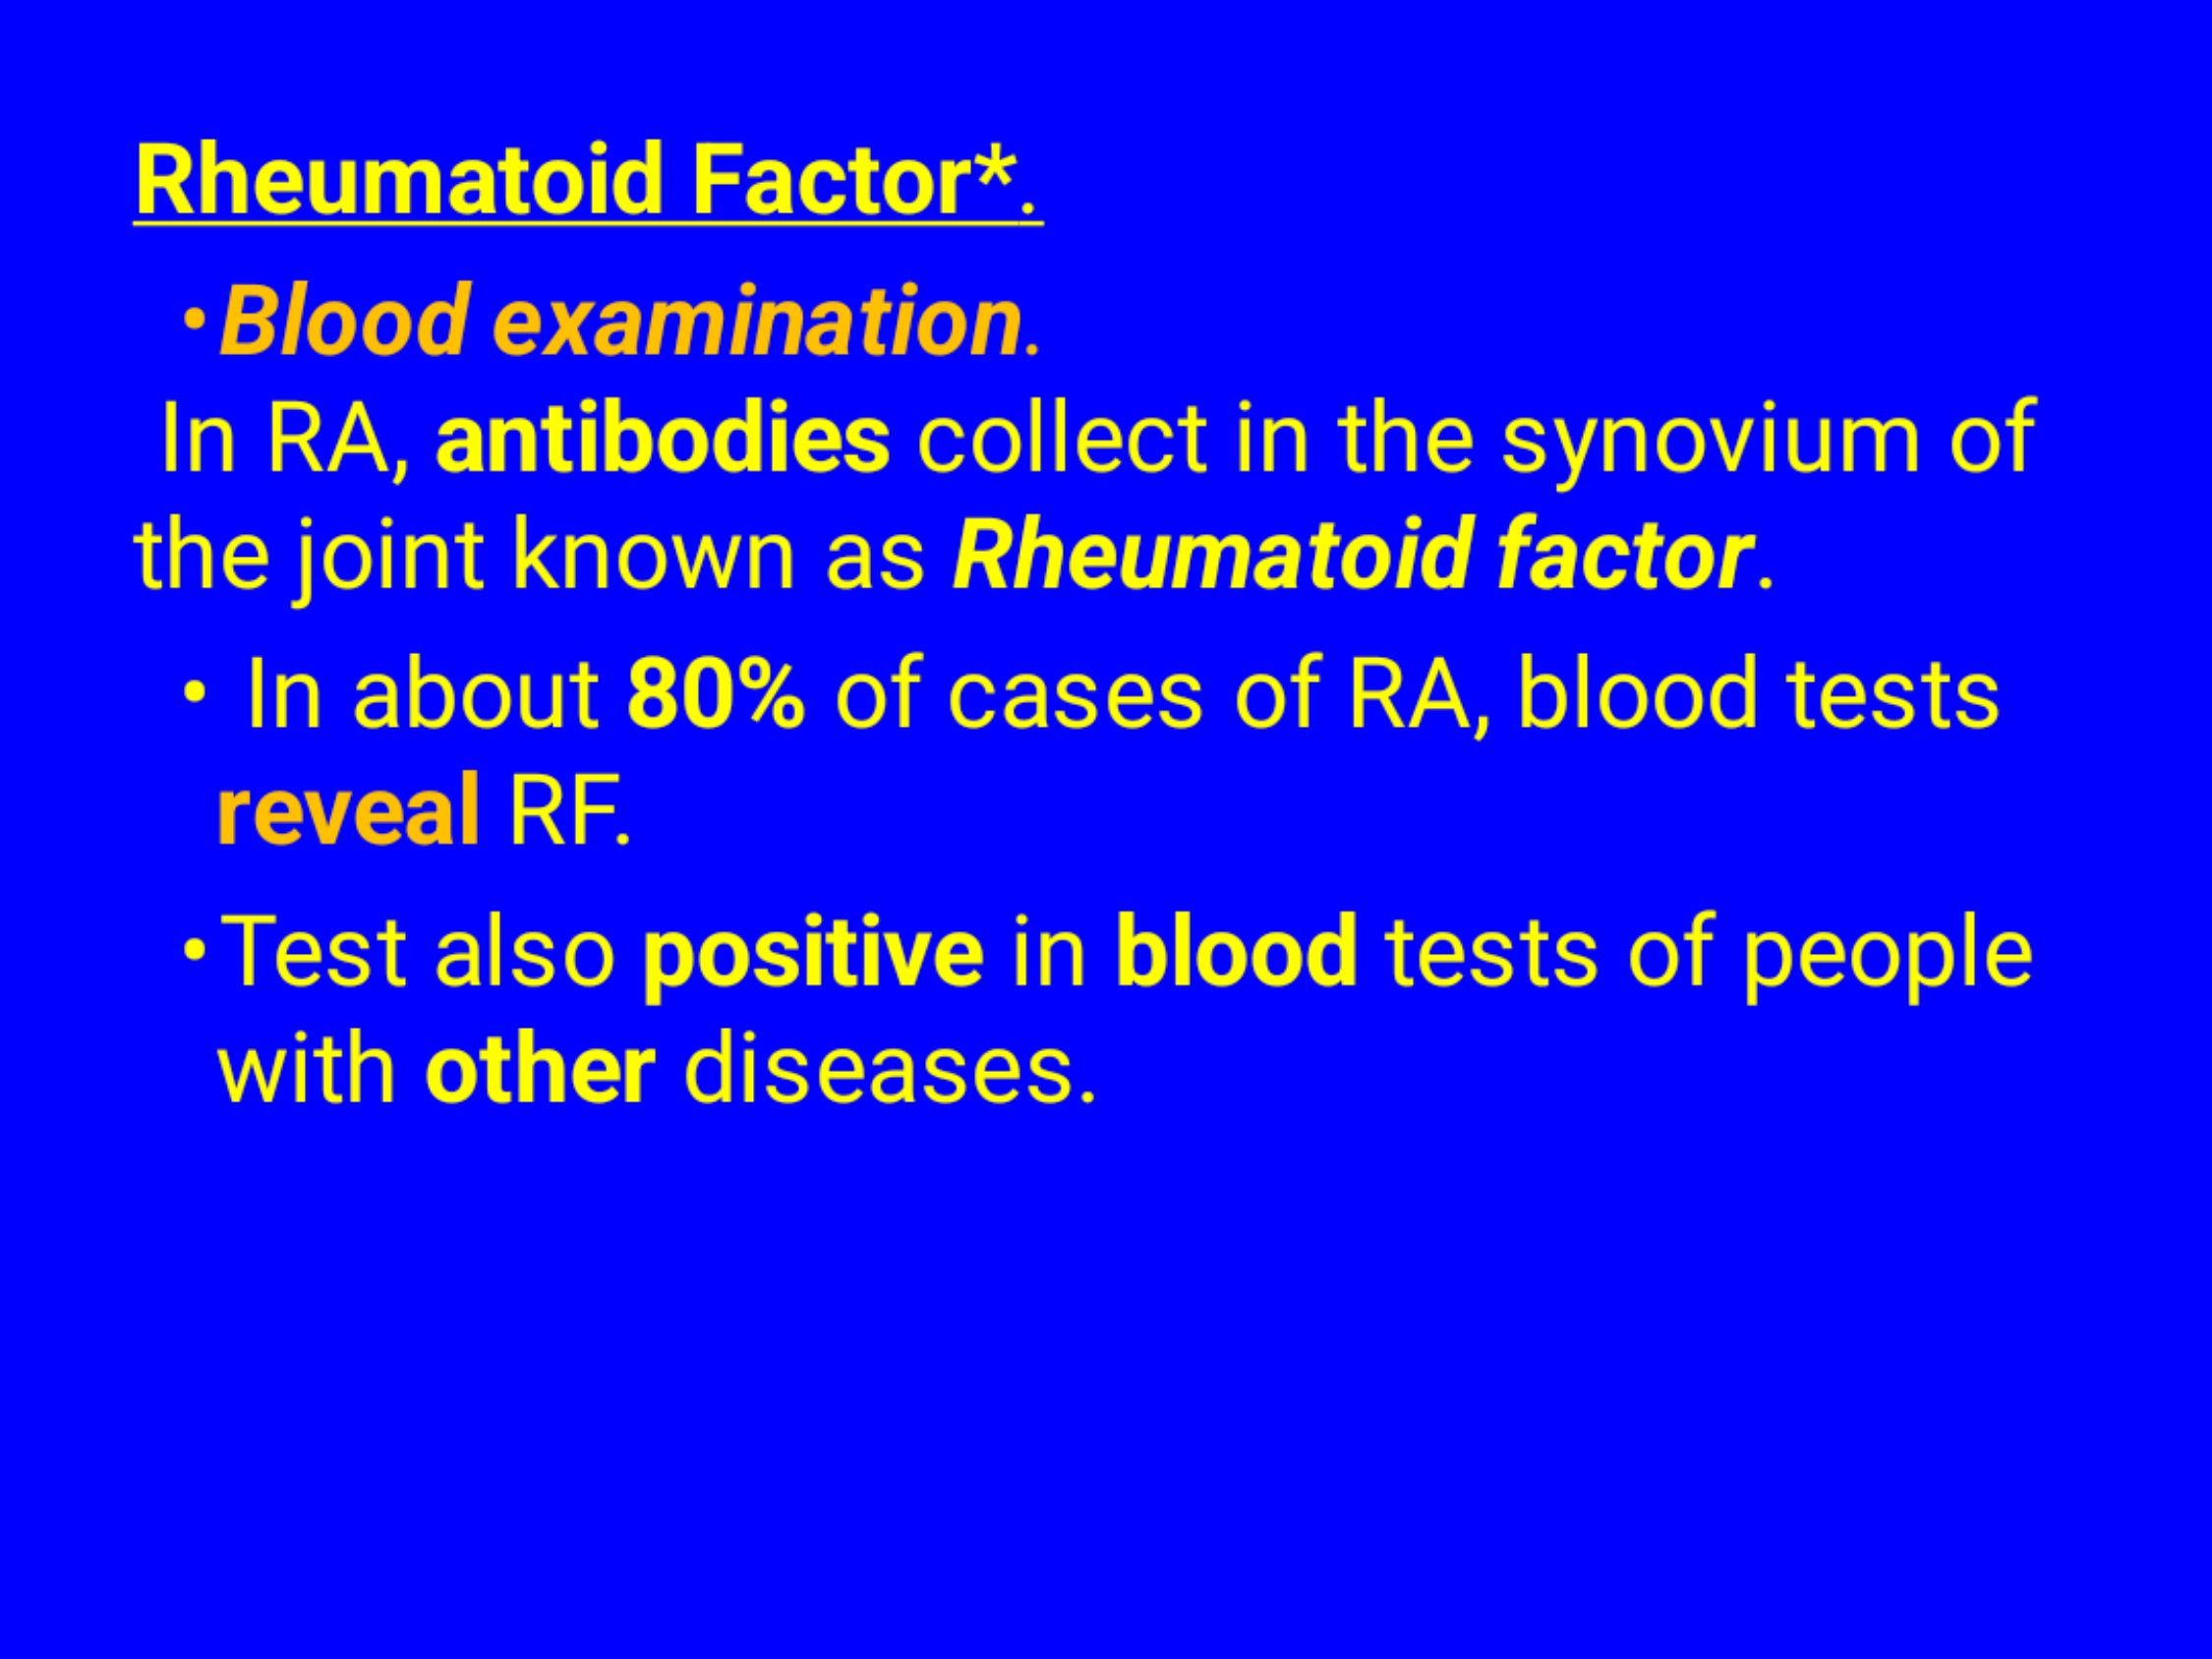 Rheumatoid Factor*.
•Blood examination.
In RA, antibodies collect in the synovium of
the joint known as Rheumatoid factor.
• In about 80% of cases of RA, blood tests
reveal RF.
•Test also positive in blood tests of people
with other diseases.